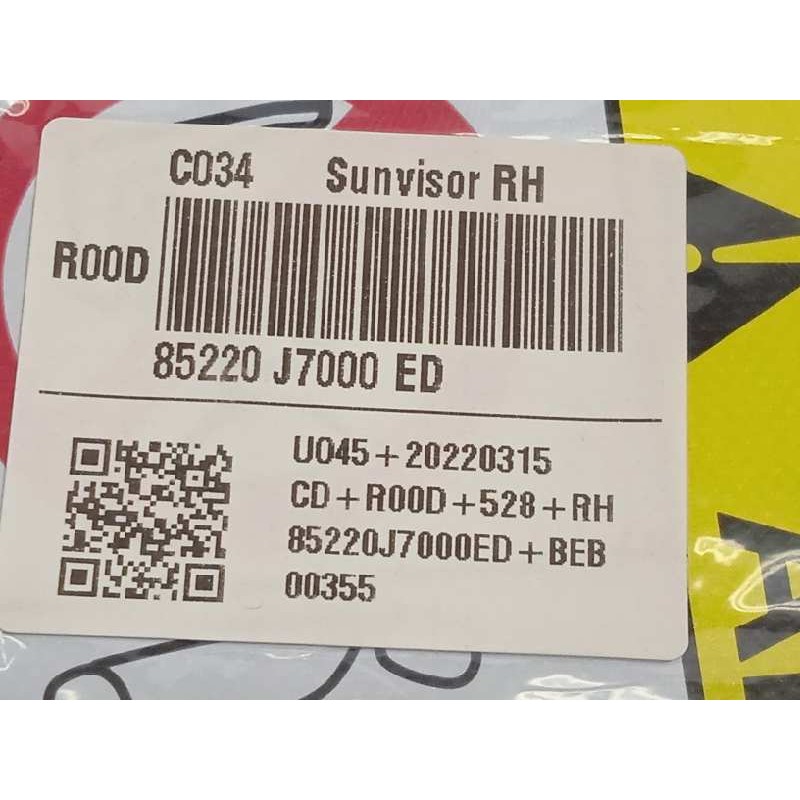 C034 Sunvisor RH
R00D
85220 J7000 ED
U045+20220315
CD+R00D+528+RH
85220J7000ED+BEB
00355